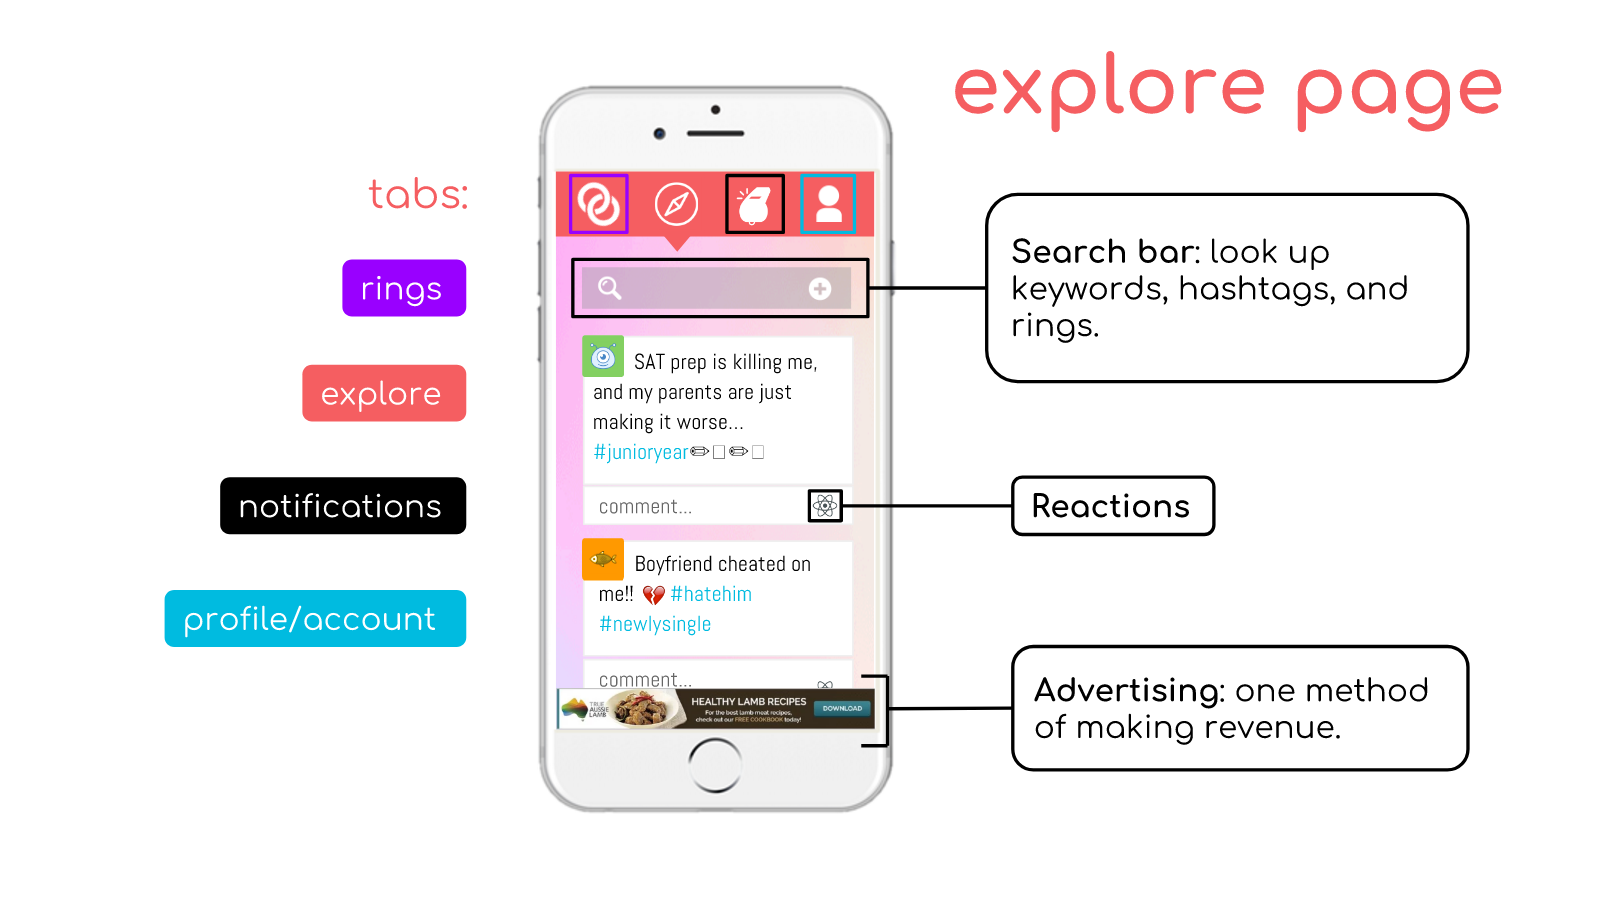 explore page
tabs:
rings
explore
notifications
profile/account
SAT prep is killing me,
and my parents are just
making it worse...
#junioryear✏️□✏️□
comment...
Boyfriend cheated on
me!! 💔 #hatehim
#newlysingle
comment...
TRUE
AUSSIE
LAMB
HEALTHY LAMB RECIPES
For the best lamb meat recipes,
check out our FREE COOKBOOK today!
DOWNLOAD
Search bar: look up
keywords, hashtags, and
rings.
Reactions
Advertising: one method
of making revenue.